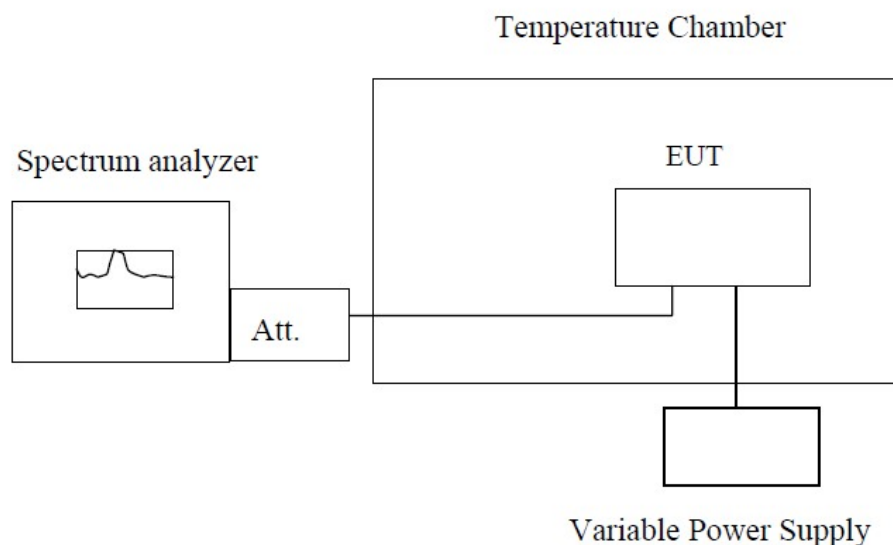 Temperature Chamber
Spectrum analyzer
EUT
Att.
Variable Power Supply